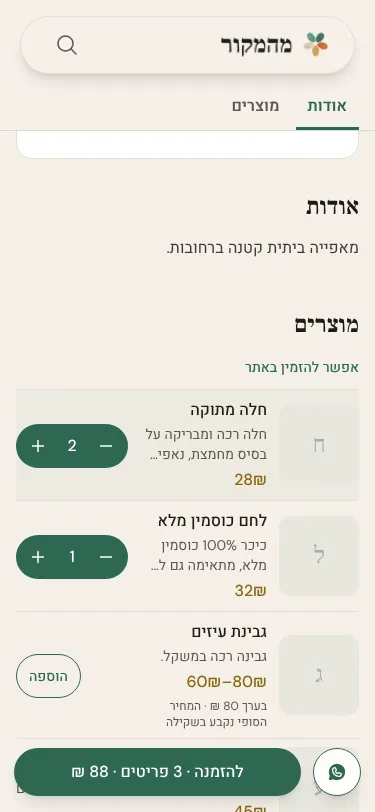 מהמקור
אודות
מוצרים
אודות
מאפייה ביתית קטנה ברחובות.
מוצרים
אפשר להזמין באתר
ח
חלה מתוקה
חלה רכה ומבריקה על
בסיס מחמצת, נאפי...
28₪
2
ל
לחם כוסמין מלא
כיכר 100% כוסמין
מלא, מתאימה גם ל...
32₪
1
ג
גבינת עיזים
גבינה רכה במשקל.
60₪–80₪
בערך 80 ₪ · המחיר
הסופי נקבע בשקילה
הוספה
להזמנה · 3 פריטים · 88 ₪
45₪